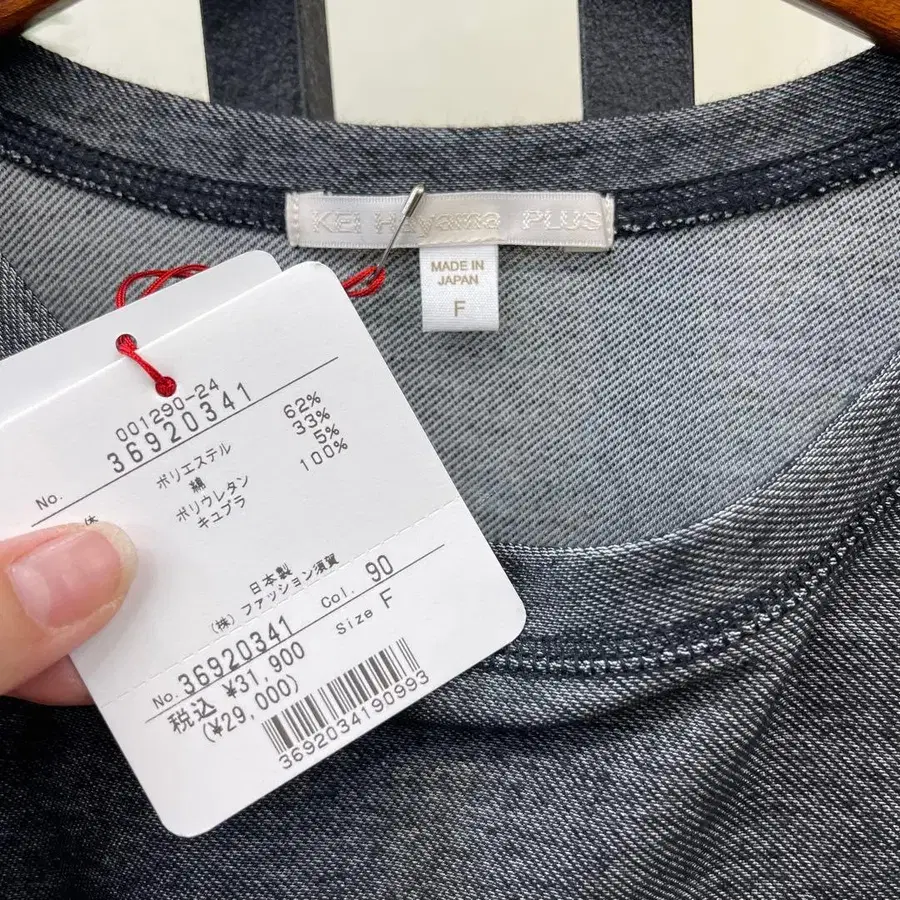 KEI Hayama PLUS
MADE IN
JAPAN
F
001290-24
No. 36920341
ポリエステル 62%
綿 33%
ポリウレタン 5%
キュプラ 100%
日本製
(株) ファッション須賀
No. 36920341 Col. 90
税込 ¥31,900 Size F
(¥29,000)
3692034190993